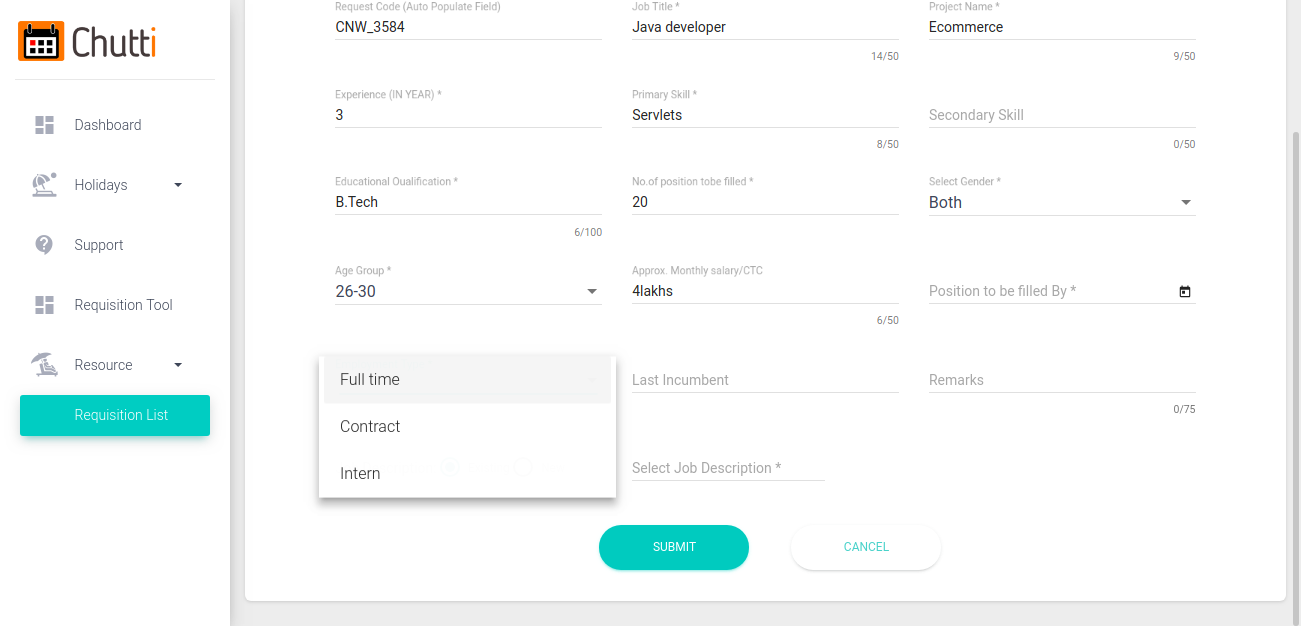 Chutti
Dashboard
Holidays
Support
Requisition Tool
Resource
Requisition List
Request Code (Auto Populate Field)
CNW_3584
Job Title *
Java developer
14/50
Project Name *
Ecommerce
9/50
Experience (IN YEAR) *
3
Primary Skill *
Servlets
8/50
Secondary Skill
0/50
Educational Qualification *
B.Tech
6/100
No.of position tobe filled *
20
Select Gender *
Both
Age Group *
26-30
Approx. Monthly salary/CTC
4lakhs
6/50
Position to be filled By *
Full time
Contract
Intern
Last Incumbent
Remarks
0/75
Select Job Description *
SUBMIT
CANCEL